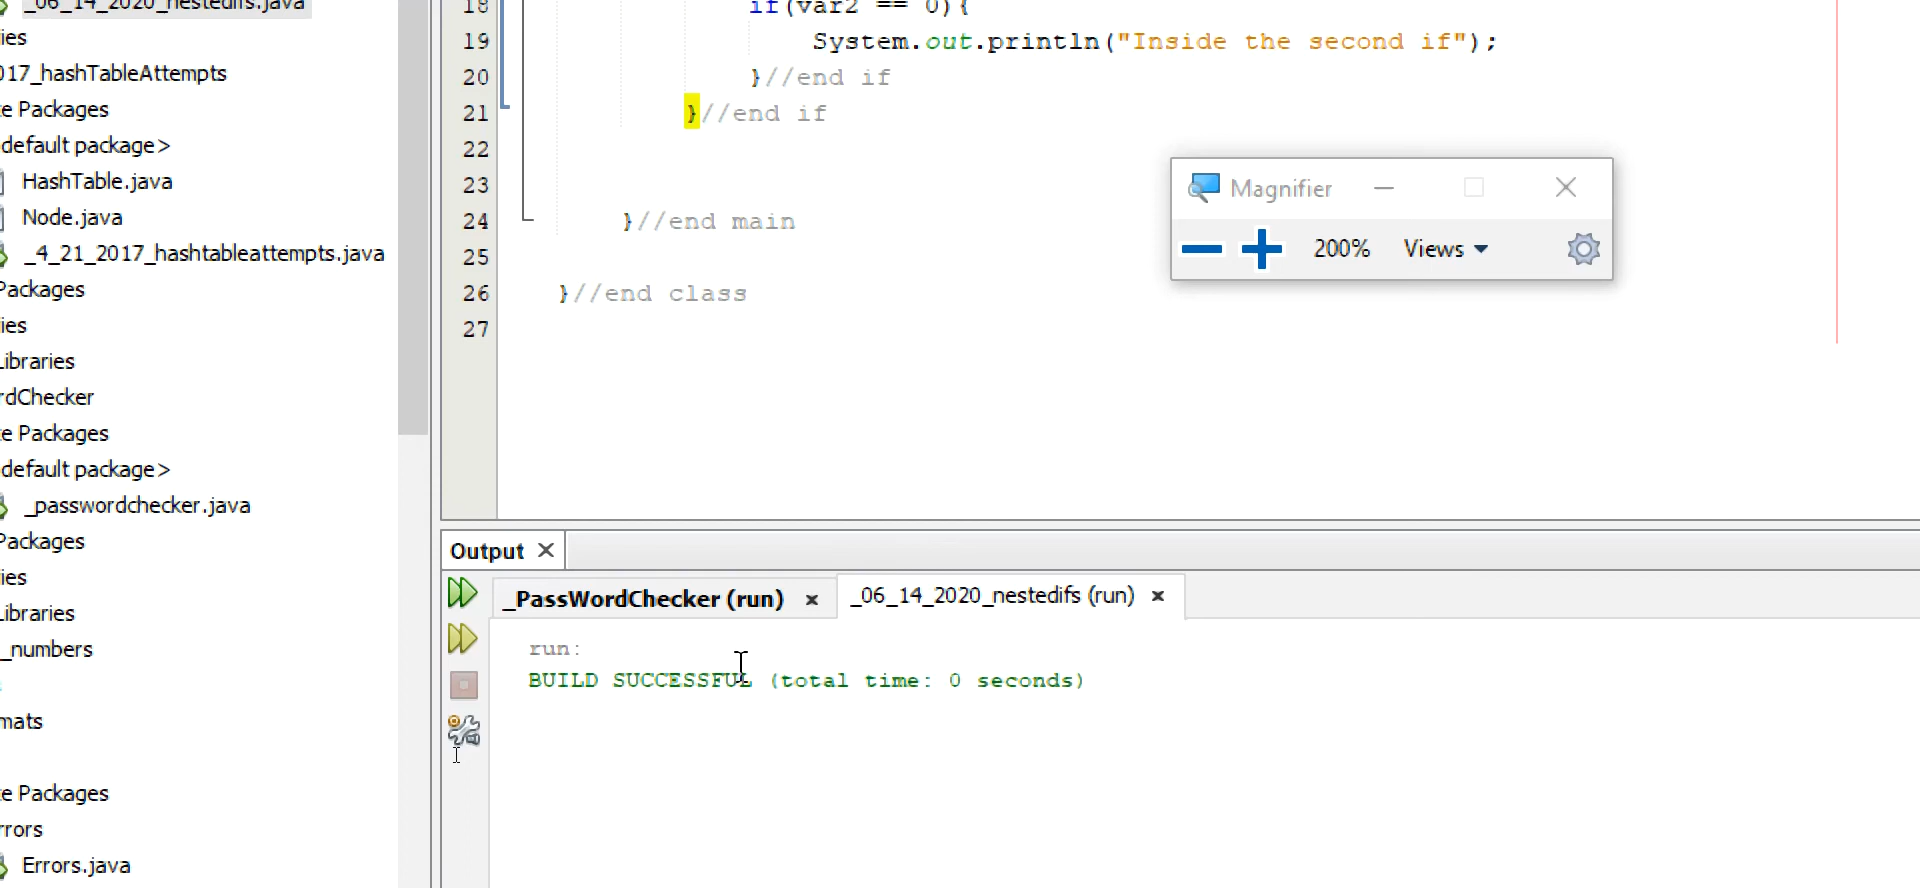 _06_14_2020_nestedifs.java
ies
017_hashTableAttempts
e Packages
default package>
HashTable.java
Node.java
_4_21_2017_hashtableattempts.java
Packages
ies
Libraries
rdChecker
e Packages
default package>
_passwordchecker.java
Packages
ies
Libraries
_numbers
mats
e Packages
rrors
Errors.java
18 if(var2 == 0){
19 System.out.println("Inside the second if");
20 }//end if
21 }//end if
22
23
24 }//end main
25
26 }//end class
27
Magnifier
200% Views
Output
_PassWordChecker (run) _06_14_2020_nestedifs (run)
run:
BUILD SUCCESSFUL (total time: 0 seconds)